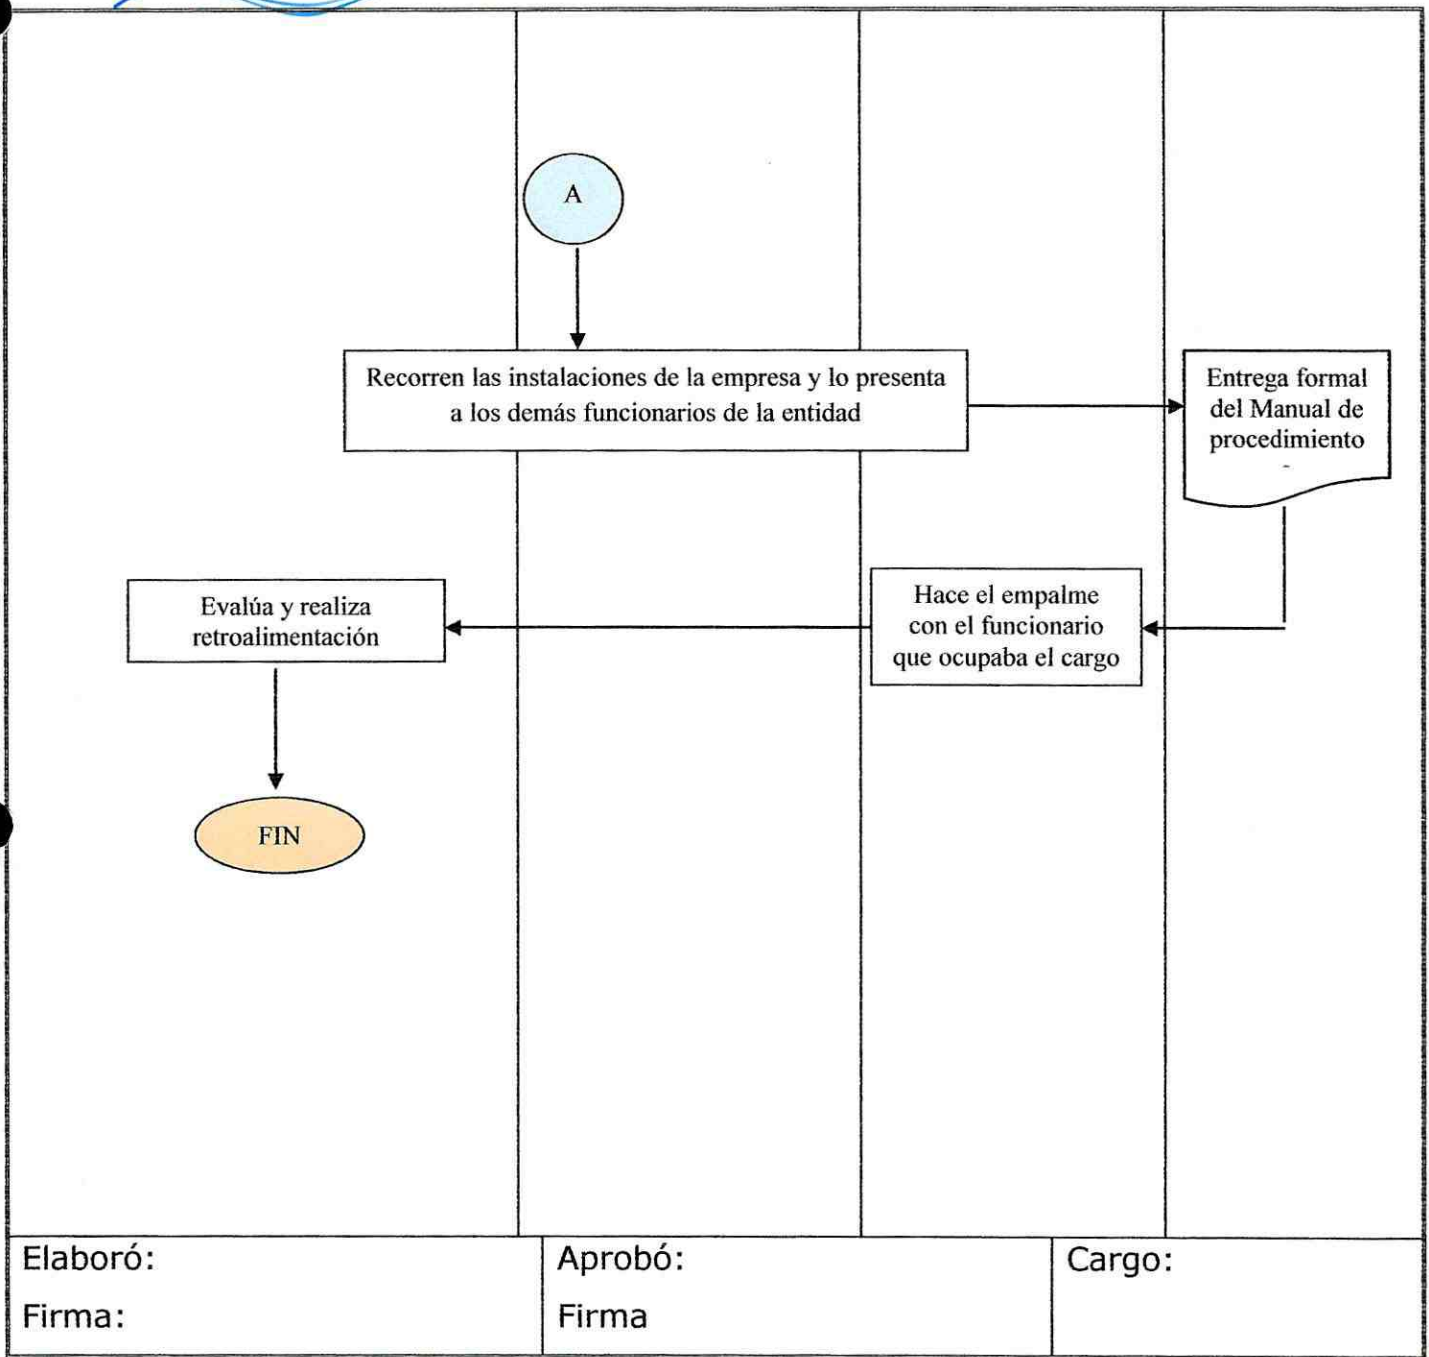 A
Recorren las instalaciones de la empresa y lo presenta
a los demás funcionarios de la entidad
Entrega formal
del Manual de
procedimiento
Hace el empalme
con el funcionario
que ocupaba el cargo
Evalúa y realiza
retroalimentación
FIN
Elaboró:
Firma:
Aprobó:
Firma
Cargo: